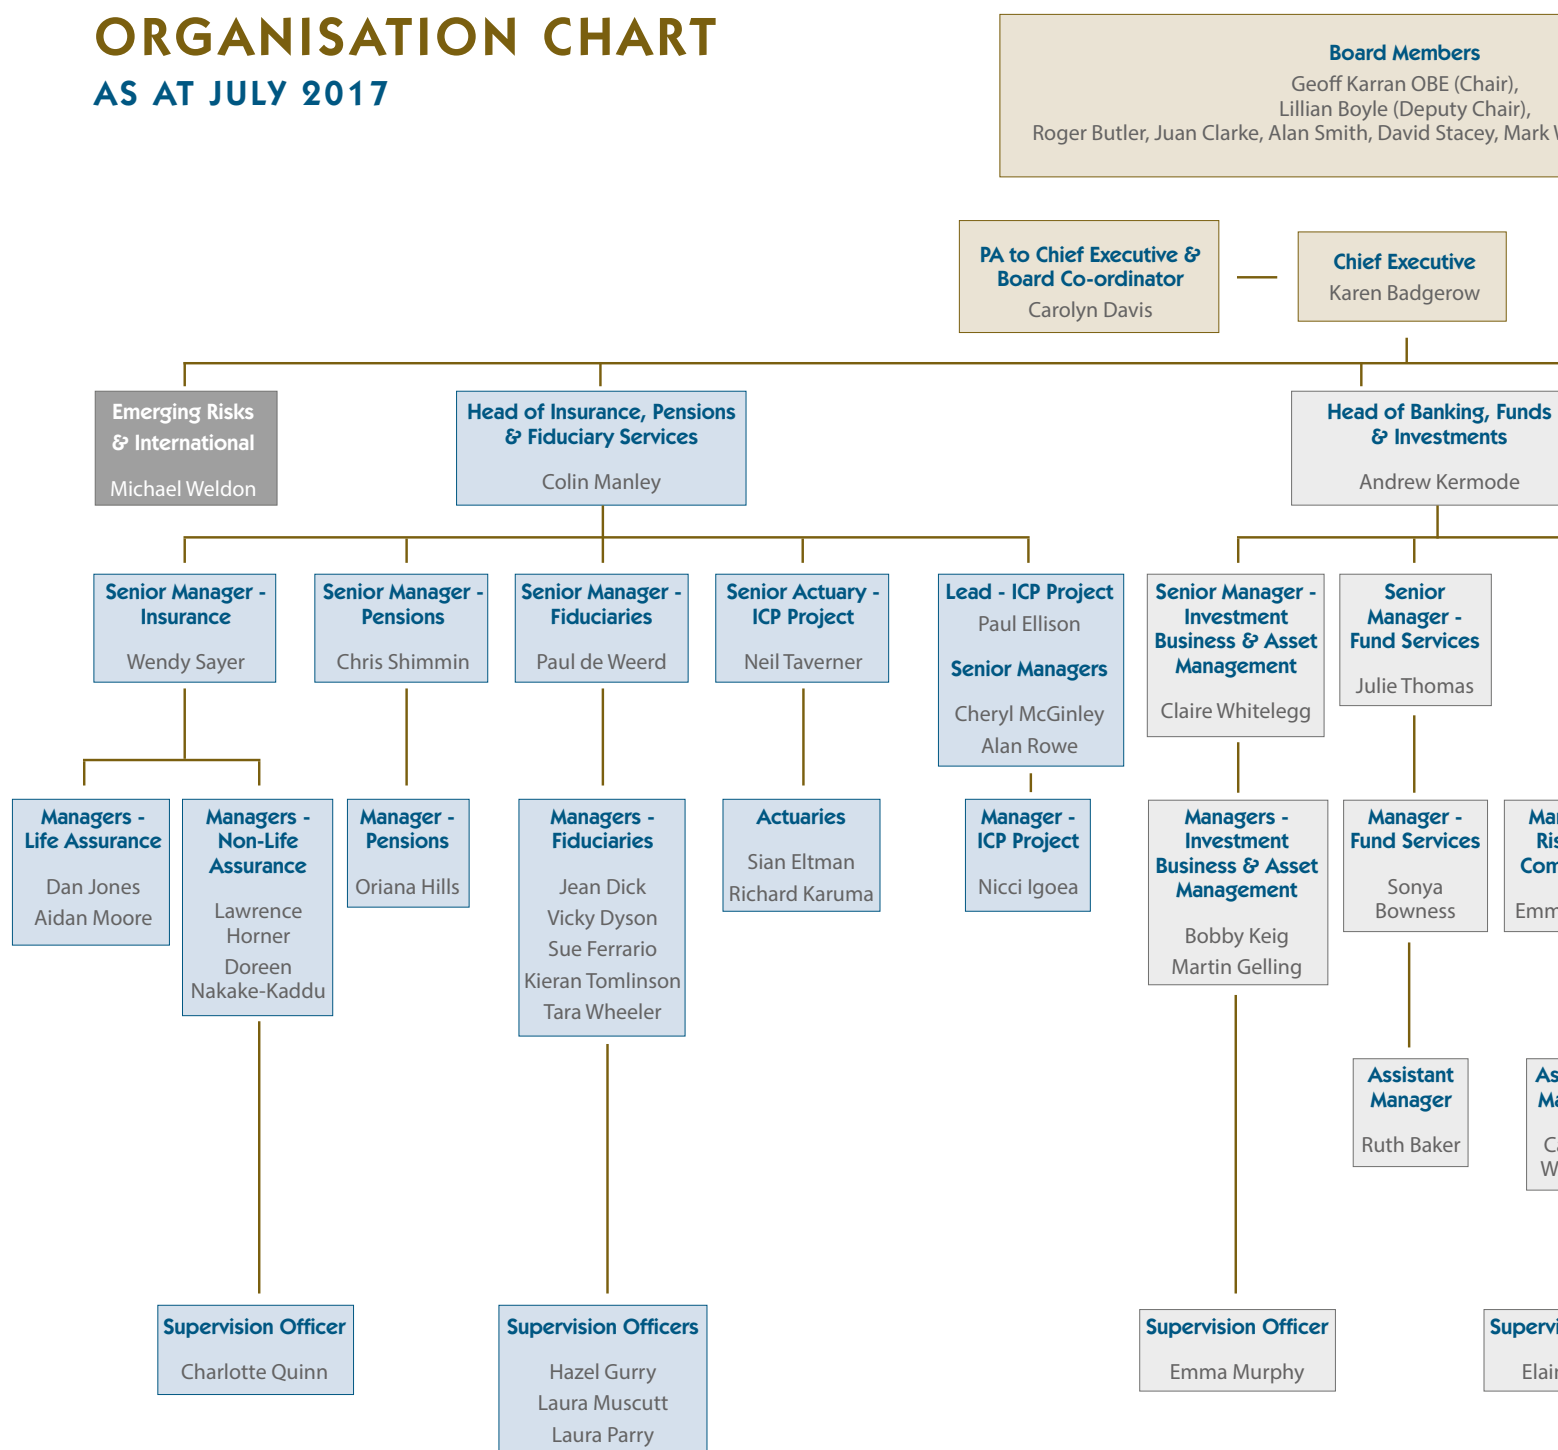 ORGANISATION CHART
AS AT JULY 2017
Board Members
Geoff Karran OBE (Chair),
Lillian Boyle (Deputy Chair),
Roger Butler, Juan Clarke, Alan Smith, David Stacey, Mark
PA to Chief Executive &
Board Co-ordinator
Carolyn Davis
Chief Executive
Karen Badgerow
Emerging Risks
& International
Michael Weldon
Head of Insurance, Pensions
& Fiduciary Services
Colin Manley
Head of Banking, Funds
& Investments
Andrew Kermode
Senior Manager -
Insurance
Wendy Sayer
Senior Manager -
Pensions
Chris Shimmin
Senior Manager -
Fiduciaries
Paul de Weerd
Senior Actuary -
ICP Project
Neil Taverner
Lead - ICP Project
Paul Ellison
Senior Managers
Cheryl McGinley
Alan Rowe
Senior Manager -
Investment
Business & Asset
Management
Claire Whitelegg
Senior
Manager -
Fund Services
Julie Thomas
Managers -
Life Assurance
Dan Jones
Aidan Moore
Managers -
Non-Life
Assurance
Lawrence
Horner
Doreen
Nakake-Kaddu
Manager -
Pensions
Oriana Hills
Managers -
Fiduciaries
Jean Dick
Vicky Dyson
Sue Ferrario
Kieran Tomlinson
Tara Wheeler
Actuaries
Sian Eltman
Richard Karuma
Manager -
ICP Project
Nicci Igoea
Managers -
Investment
Business & Asset
Management
Bobby Keig
Martin Gelling
Manager -
Fund Services
Sonya
Bowness
Assistant
Manager
Ruth Baker
Supervision Officer
Charlotte Quinn
Supervision Officers
Hazel Gurry
Laura Muscutt
Laura Parry
Supervision Officer
Emma Murphy